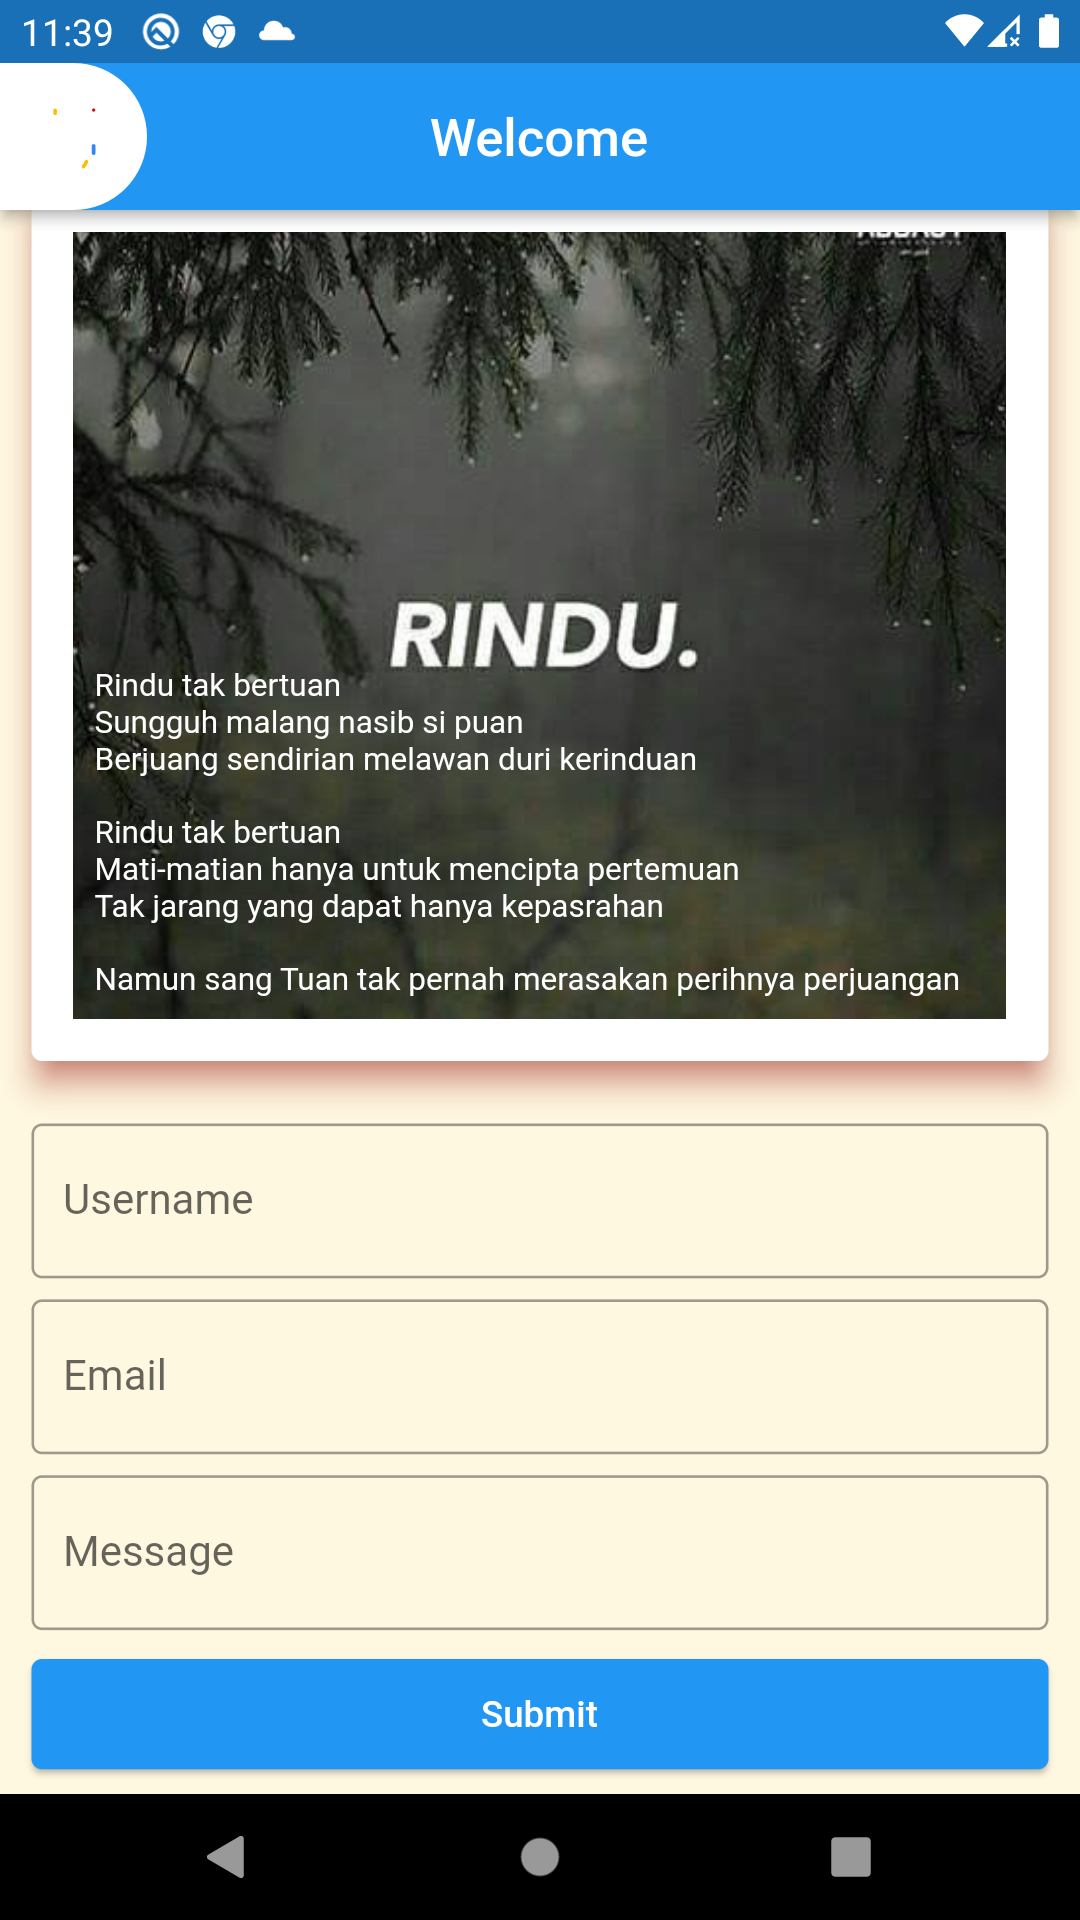 11:39
Welcome
RINDU.
Rindu tak bertuan
Sungguh malang nasib si puan
Berjuang sendirian melawan duri kerinduan
Rindu tak bertuan
Mati-matian hanya untuk mencipta pertemuan
Tak jarang yang dapat hanya kepasrahan
Namun sang Tuan tak pernah merasakan perihnya perjuangan
Username
Email
Message
Submit